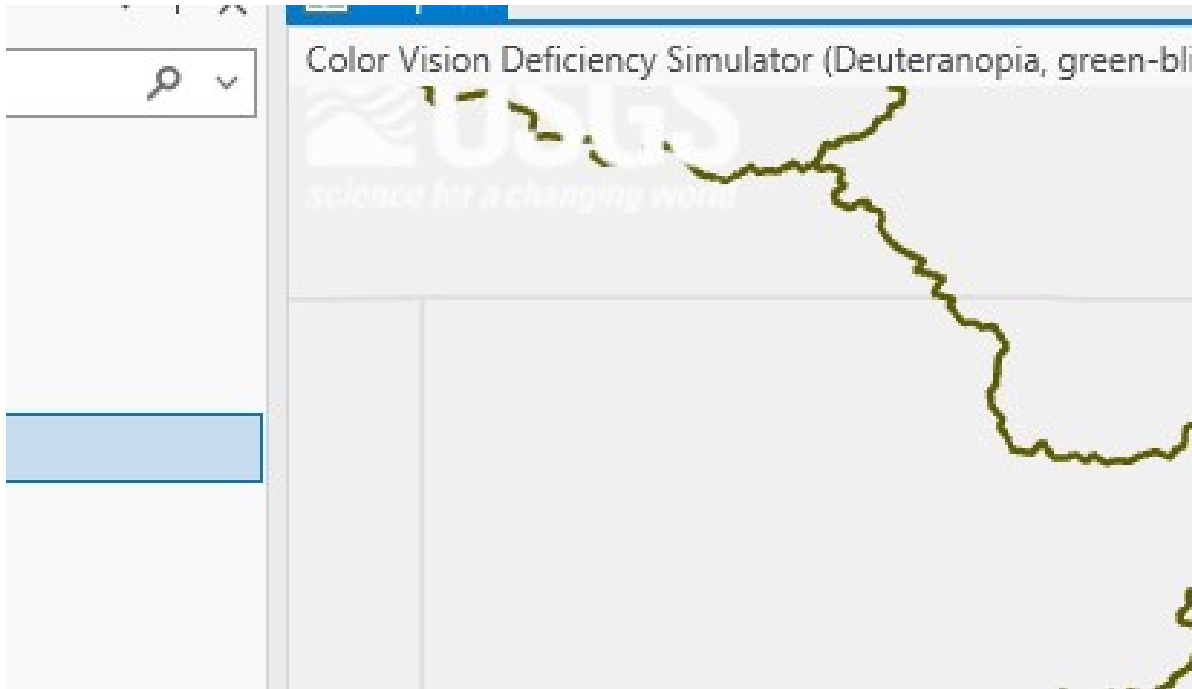 Color Vision Deficiency Simulator (Deuteranopia, green-bli
USGS
science for a changing world